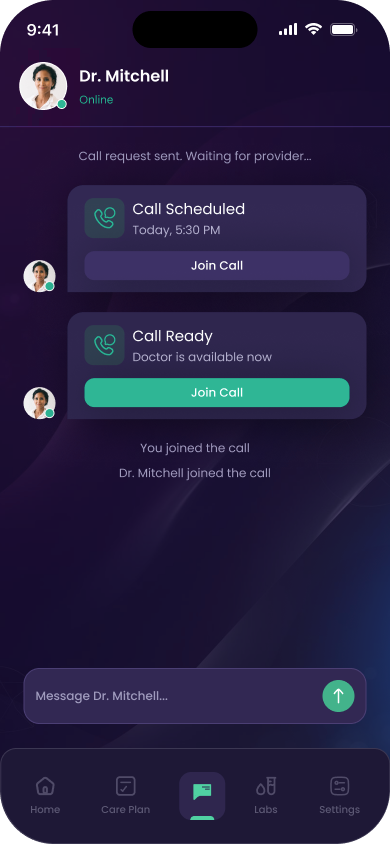 9:41
Dr. Mitchell
Online
Call request sent. Waiting for provider...
Call Scheduled
Today, 5:30 PM
Join Call
Call Ready
Doctor is available now
Join Call
You joined the call
Dr. Mitchell joined the call
Message Dr. Mitchell...
Home
Care Plan
Labs
Settings